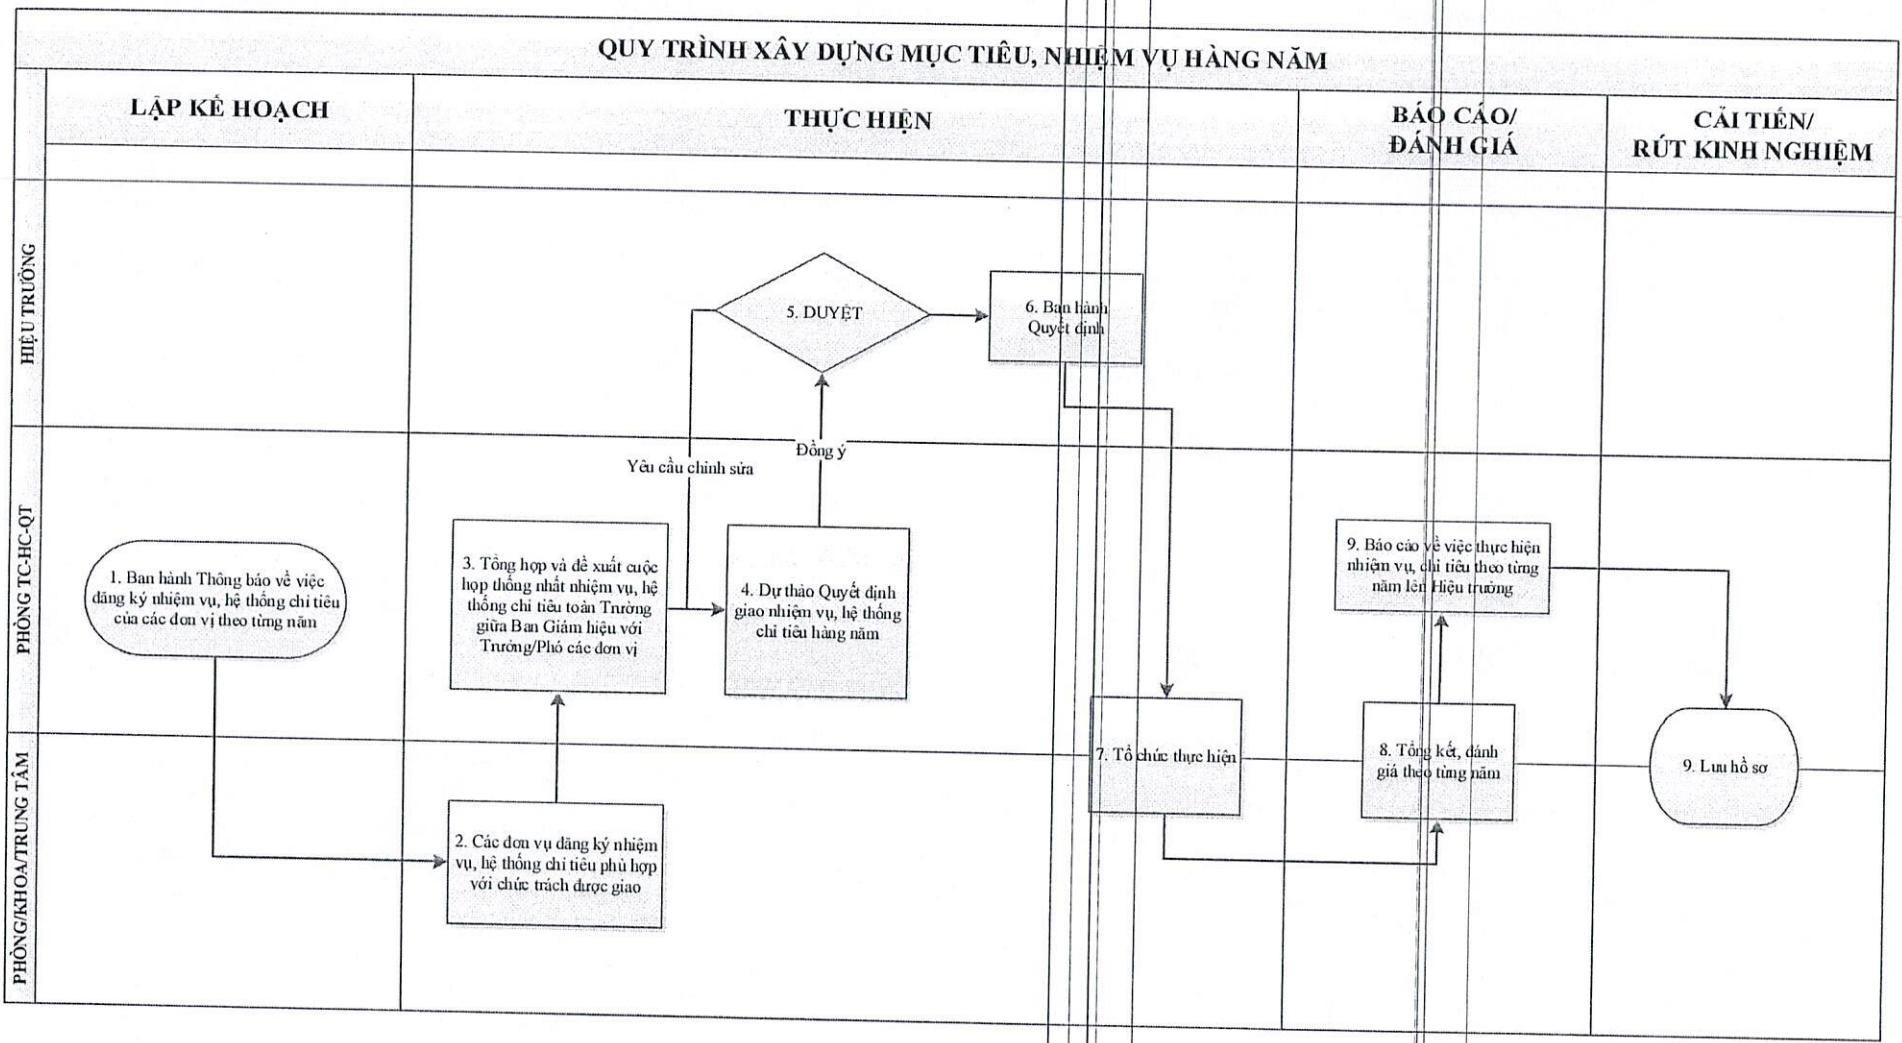 QUY TRÌNH XÂY DỰNG MỤC TIÊU, NHIỆM VỤ HÀNG NĂM
LẬP KẾ HOẠCH
THỰC HIỆN
BÁO CÁO/
ĐÁNH GIÁ
CẢI TIẾN/
RÚT KINH NGHIỆM
HIỆU TRƯỞNG
5. DUYỆT
6. Ban hành
Quyết định
Yêu cầu chỉnh sửa
Đồng ý
PHÒNG TC-HC-QT
1. Ban hành Thông báo về việc
đăng ký nhiệm vụ, hệ thống chỉ tiêu
của các đơn vị theo từng năm
3. Tổng hợp và đề xuất cuộc
họp thống nhất nhiệm vụ, hệ
thống chỉ tiêu toàn Trường
giữa Ban Giám hiệu với
Trưởng/Phó các đơn vị
4. Dự thảo Quyết định
giao nhiệm vụ, hệ thống
chỉ tiêu hàng năm
9. Báo cáo về việc thực hiện
nhiệm vụ, chỉ tiêu theo từng
năm lên Hiệu trưởng
PHÒNG/KHOA/TRUNG TÂM
2. Các đơn vụ đăng ký nhiệm
vụ, hệ thống chỉ tiêu phù hợp
với chức trách được giao
7. Tổ chức thực hiện
8. Tổng kết, đánh
giá theo từng năm
9. Lưu hồ sơ